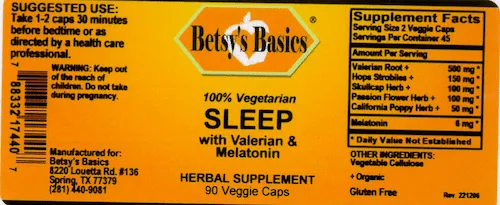 SUGGESTED USE:
Take 1-2 caps 30 minutes
before bedtime or as
directed by a health care
professional.
WARNING: Keep out
of the reach of
children. Do not take
during pregnancy.
7 88332 17440 7
Manufactured for:
Betsy's Basics
8220 Louetta Rd. #136
Spring, TX 77379
(281) 440-9081
Betsy's Basics®
100% Vegetarian
SLEEP
with Valerian &
Melatonin
HERBAL SUPPLEMENT
90 Veggie Caps
Supplement Facts
Serving Size 2 Veggie Caps
Servings Per Container 45
Amount Per Serving
Valerian Root + 500 mg *
Hops Strobiles + 150 mg *
Skullcap Herb + 100 mg *
Passion Flower Herb + 100 mg *
California Poppy Herb + 50 mg *
Melatonin 6 mg *
* Daily Value Not Established
OTHER INGREDIENTS:
Vegetable Cellulose
+ Organic
Gluten Free
Rev. 221206